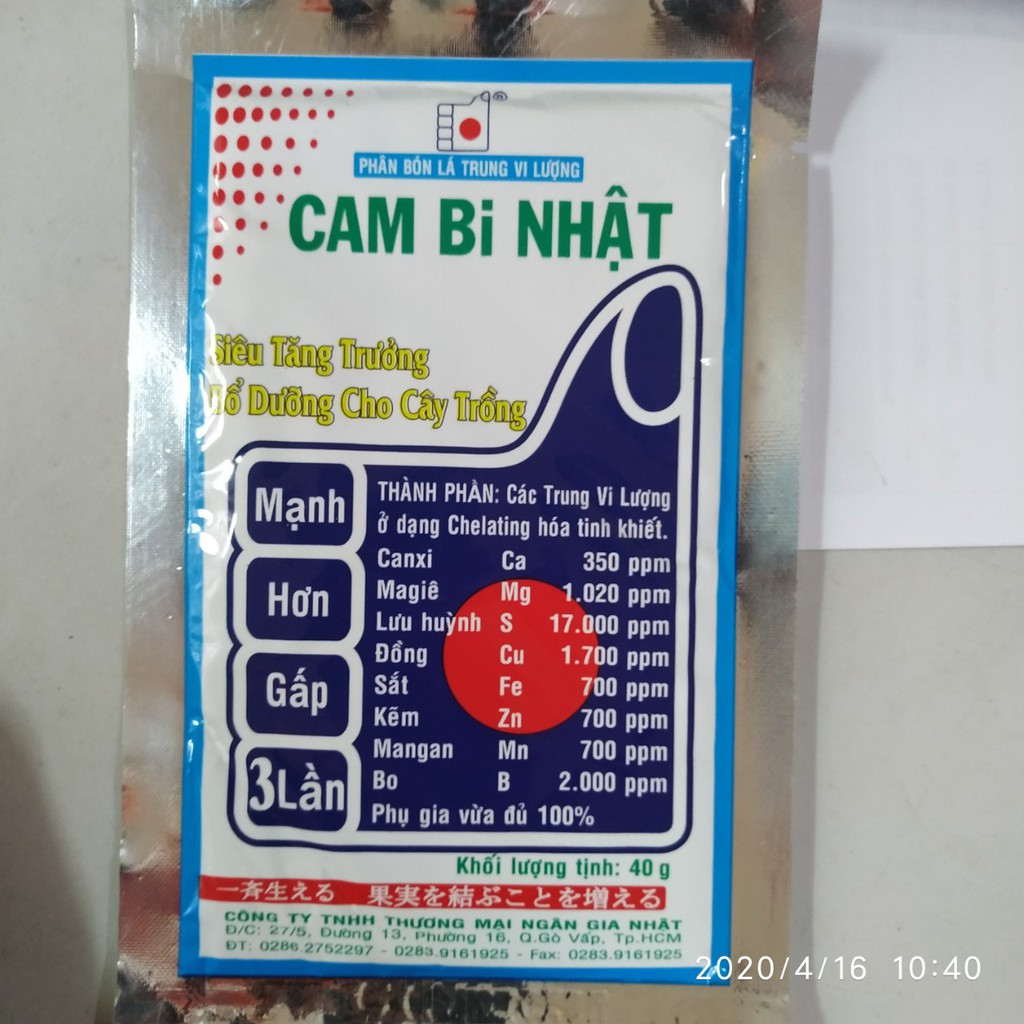 PHÂN BÓN LÁ TRUNG VI LƯỢNG
CAM Bi NHẬT
Siêu Tăng Trưởng
Bổ Dưỡng Cho Cây Trồng
Mạnh
Hơn
Gấp
3 Lần
THÀNH PHẦN: Các Trung Vi Lượng
ở dạng Chelating hóa tinh khiết.
Canxi Ca 350 ppm
Magiê Mg 1.020 ppm
Lưu huỳnh S 17.000 ppm
Đồng Cu 1.700 ppm
Sắt Fe 700 ppm
Kẽm Zn 700 ppm
Mangan Mn 700 ppm
Bo B 2.000 ppm
Phụ gia vừa đủ 100%
Khối lượng tịnh: 40 g
一斉生える 果実を結ぶことを増える
CÔNG TY TNHH THƯƠNG MẠI NGÂN GIA NHẬT
Đ/C: 27/5, Đường 13, Phường 16, Q.Gò Vấp, Tp.HCM
ĐT: 0286.2752297 - 0283.9161925 - Fax: 0283.9161925
2020/4/16 10:40